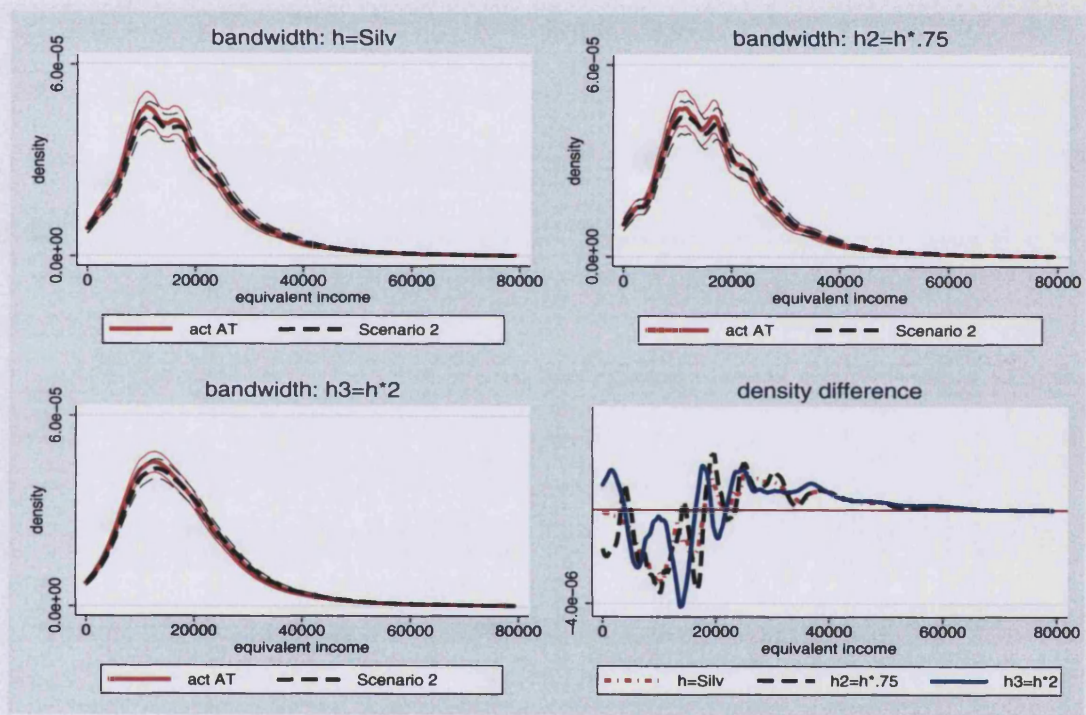 bandwidth: h=Silv
6.0e-05
density
0.0e+00
0 20000 40000 60000 80000
equivalent income
act AT Scenario 2
bandwidth: h2=h*.75
6.0e-05
density
0.0e+00
0 20000 40000 60000 80000
equivalent income
act AT Scenario 2
bandwidth: h3=h*2
6.0e-05
density
0.0e+00
0 20000 40000 60000 80000
equivalent income
act AT Scenario 2
density difference
-4.0e-06
0 20000 40000 60000 80000
equivalent income
h=Silv h2=h*.75 h3=h*2